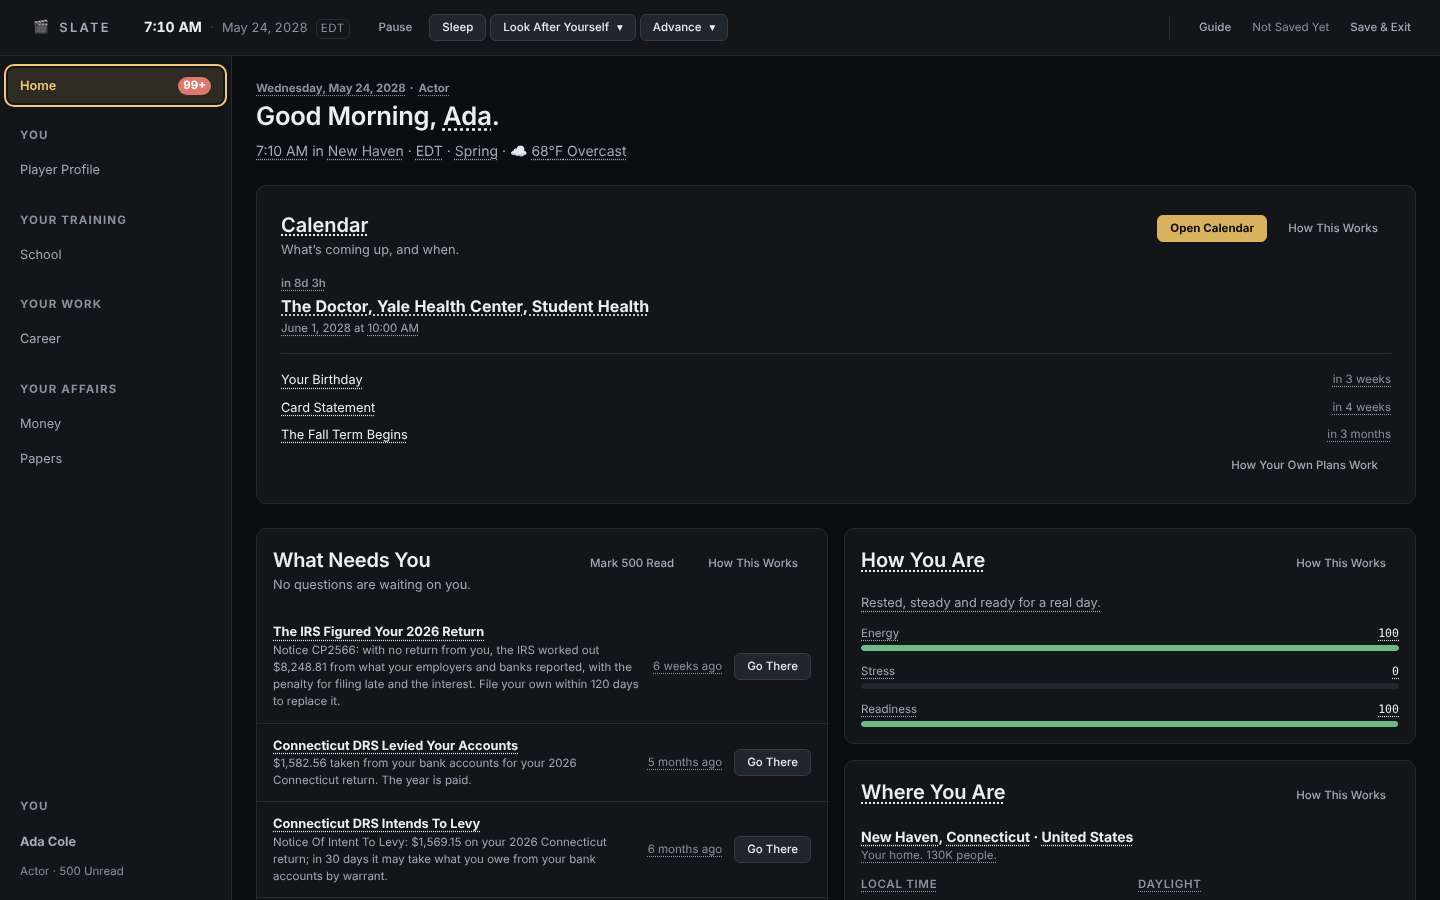 🎬 SLATE
7:10 AM · May 24, 2028 EDT
Pause
Sleep
Look After Yourself ▾
Advance ▾
Guide
Not Saved Yet
Save & Exit
Home
99+
YOU
Player Profile
YOUR TRAINING
School
YOUR WORK
Career
YOUR AFFAIRS
Money
Papers
YOU
Ada Cole
Actor · 500 Unread
Wednesday, May 24, 2028 · Actor
Good Morning, Ada.
7:10 AM in New Haven · EDT · Spring · ☁️ 68°F Overcast
Calendar
What's coming up, and when.
Open Calendar
How This Works
in 8d 3h
The Doctor, Yale Health Center, Student Health
June 1, 2028 at 10:00 AM
Your Birthday
in 3 weeks
Card Statement
in 4 weeks
The Fall Term Begins
in 3 months
How Your Own Plans Work
What Needs You
Mark 500 Read
How This Works
No questions are waiting on you.
The IRS Figured Your 2026 Return
Notice CP2566: with no return from you, the IRS worked out
$8,248.81 from what your employers and banks reported, with the
penalty for filing late and the interest. File your own within 120 days
to replace it.
6 weeks ago
Go There
Connecticut DRS Levied Your Accounts
$1,582.56 taken from your bank accounts for your 2026
Connecticut return. The year is paid.
5 months ago
Go There
Connecticut DRS Intends To Levy
Notice Of Intent To Levy: $1,569.15 on your 2026 Connecticut
return; in 30 days it may take what you owe from your bank
accounts by warrant.
6 months ago
Go There
How You Are
How This Works
Rested, steady and ready for a real day.
Energy
100
Stress
0
Readiness
100
Where You Are
How This Works
New Haven, Connecticut · United States
Your home. 130K people.
LOCAL TIME
DAYLIGHT